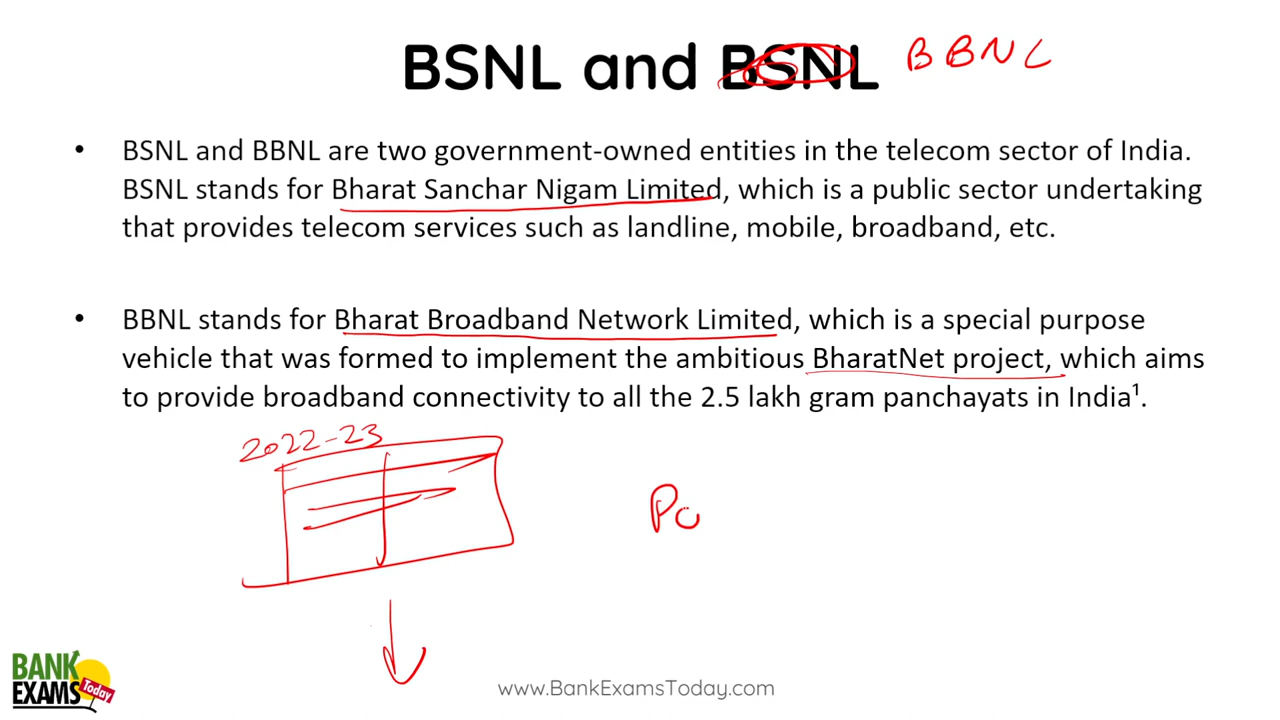 BSNL and BSNL BBNL
• BSNL and BBNL are two government-owned entities in the telecom sector of India.
BSNL stands for Bharat Sanchar Nigam Limited, which is a public sector undertaking
that provides telecom services such as landline, mobile, broadband, etc.
• BBNL stands for Bharat Broadband Network Limited, which is a special purpose
vehicle that was formed to implement the ambitious BharatNet project, which aims
to provide broadband connectivity to all the 2.5 lakh gram panchayats in India¹.
2022-23
Po
BANK
EXAMS
Today
www.BankExamsToday.com